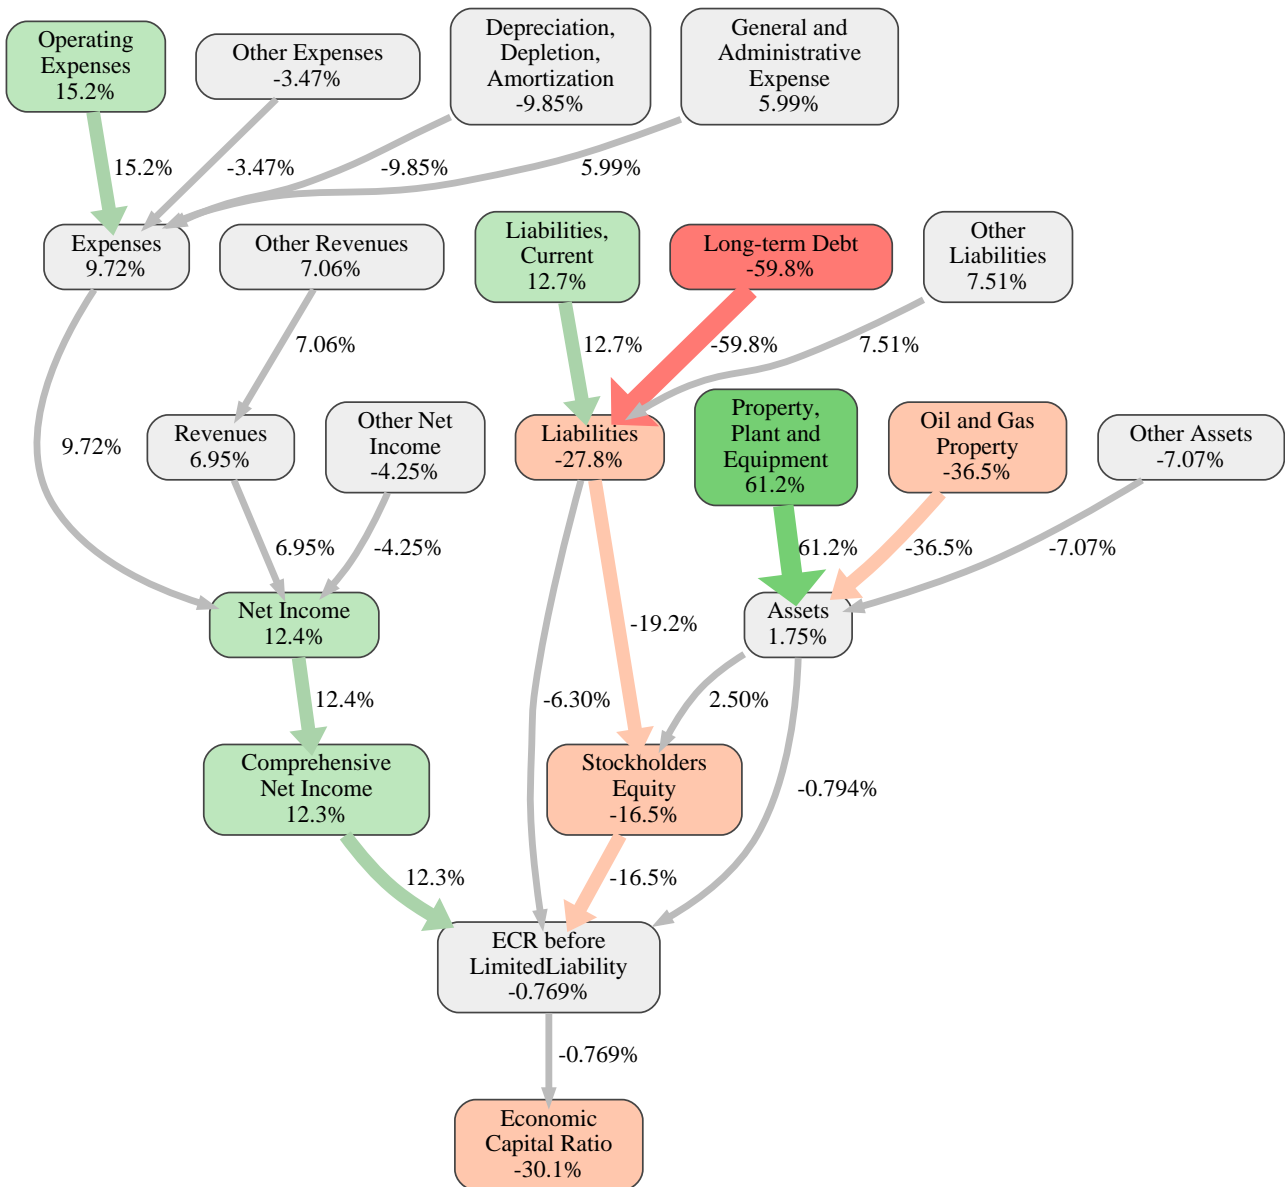 Operating
Expenses
15.2%
Other Expenses
-3.47%
Depreciation,
Depletion,
Amortization
-9.85%
General and
Administrative
Expense
5.99%
15.2%
-3.47%
-9.85%
5.99%
Expenses
9.72%
Other Revenues
7.06%
Liabilities,
Current
12.7%
Long-term Debt
-59.8%
Other
Liabilities
7.51%
7.06%
12.7%
-59.8%
7.51%
9.72%
Revenues
6.95%
Other Net
Income
-4.25%
Liabilities
-27.8%
Property,
Plant and
Equipment
61.2%
Oil and Gas
Property
-36.5%
Other Assets
-7.07%
6.95%
-4.25%
61.2%
-36.5%
-7.07%
Net Income
12.4%
-19.2%
Assets
1.75%
12.4%
-6.30%
2.50%
Comprehensive
Net Income
12.3%
Stockholders
Equity
-16.5%
-0.794%
12.3%
-16.5%
ECR before
LimitedLiability
-0.769%
-0.769%
Economic
Capital Ratio
-30.1%